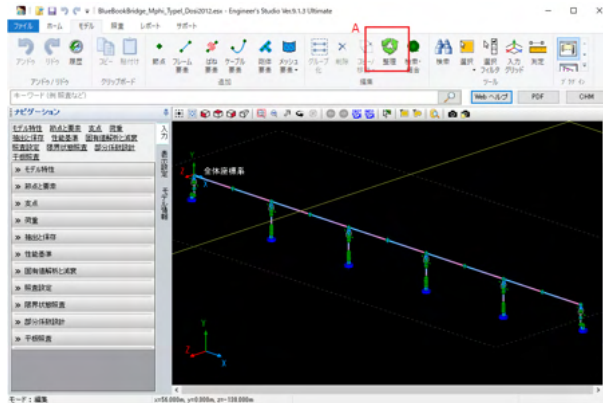 BlueBookBridge_Mphi_TypeI_Dosi2012.esx - Engineer's Studio Ver.9.1.3 Ultimate
A
ファイル ホーム モデル 照査 レポート サポート
アンドゥ リドゥ 履歴 コピー 貼付け 節点 フレーム要素 ばね要素 ケーブル要素 剛体要素 メッシュ要素 グループ化 削除 整理 検索 選択 選択フィルタ 入力グリッド 測定
アンドゥ/リドゥ クリップボード 追加 編集 ツール
キーワード (例 照査など) Web ヘルプ PDF CHM
ナビゲーション
モデル特性 節点と要素 支点 荷重
抽出と保存 性能基準 固有値解析と減衰
照査設定 限界状態照査 部分係数設計
平板照査
» モデル特性
» 節点と要素
» 支点
» 荷重
» 抽出と保存
» 性能基準
» 固有値解析と減衰
» 照査設定
» 限界状態照査
» 部分係数設計
» 平板照査
入力
表示設定
モデル情報
Y
Z 全体座標系
X
Y
Z
X
モード : 編集 x=56.000m, y=0.000m, z=-138.000m